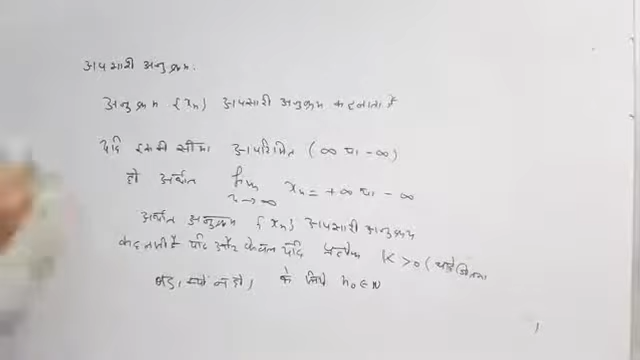 अपसारी अनुक्रम.
अनुक्रम {xn} अपसारी अनुक्रम कहलाता है
यदि इसकी सीमा अपरिमित (∞ या -∞)
हो अर्थात lim xn = +∞ या -∞
n→∞
अर्थात अनुक्रम {xn} अपसारी अनुक्रम
कहलाती है यदि और केवल यदि प्रत्येक K > 0 (चाहे जितना
बड़ा क्यों न हो) के लिये n0 ∈ N